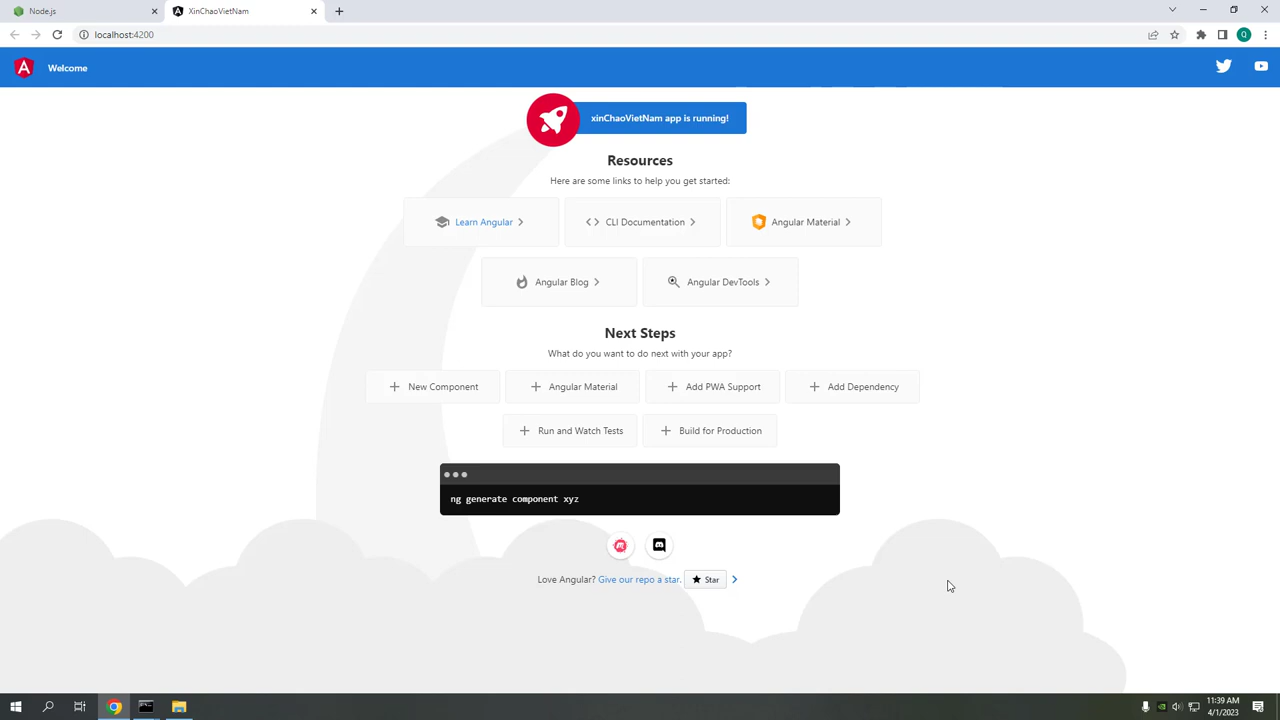 Node.js
XinChaoVietNam
localhost:4200
Q
Welcome
xinChaoVietNam app is running!
Resources
Here are some links to help you get started:
Learn Angular
CLI Documentation
Angular Material
Angular Blog
Angular DevTools
Next Steps
What do you want to do next with your app?
New Component
Angular Material
Add PWA Support
Add Dependency
Run and Watch Tests
Build for Production
ng generate component xyz
Love Angular? Give our repo a star. Star
11:39 AM
4/1/2023